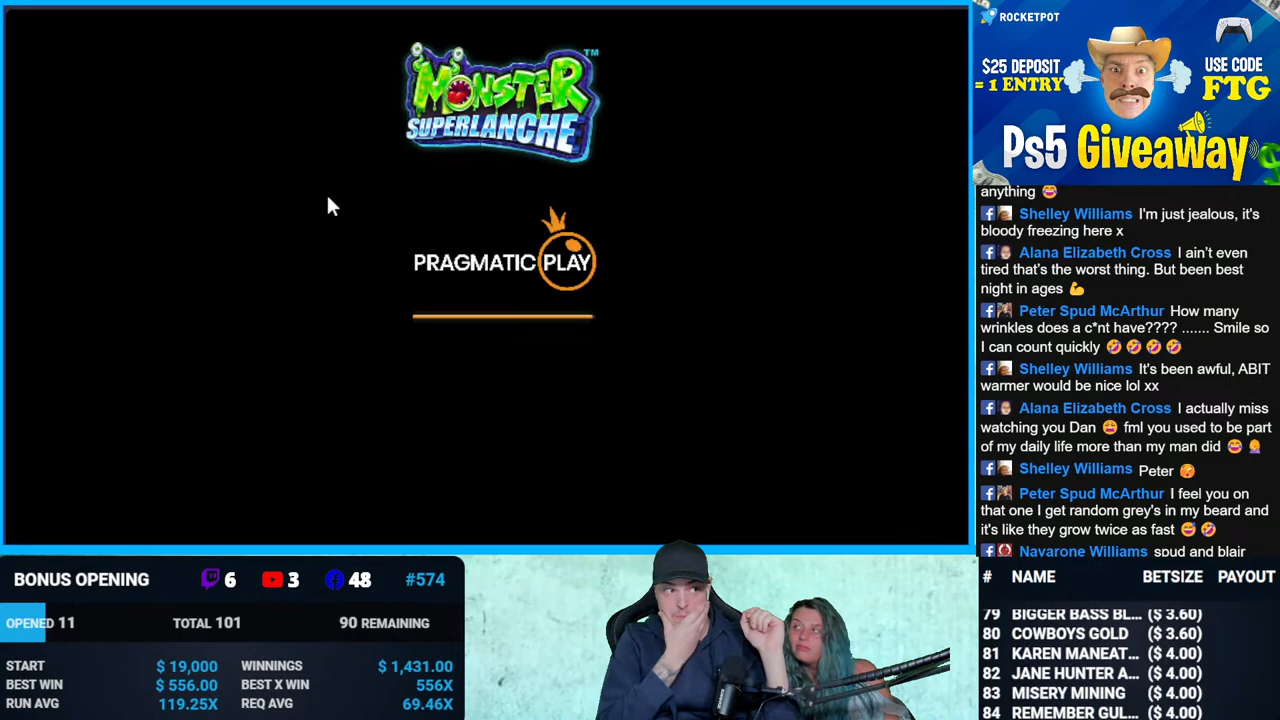 MONSTER™
SUPERLANCHE
PRAGMATIC PLAY
ROCKETPOT
$25 DEPOSIT
= 1 ENTRY
USE CODE
FTG
Ps5 Giveaway
anything 😂
Shelley Williams I'm just jealous, it's
bloody freezing here x
Alana Elizabeth Cross I ain't even
tired that's the worst thing. But been best
night in ages 💪
Peter Spud McArthur How many
wrinkles does a c*nt have???? ....... Smile so
I can count quickly 🤣 🤣 🤣 🤣
Shelley Williams It's been awful, ABIT
warmer would be nice lol xx
Alana Elizabeth Cross I actually miss
watching you Dan 😩 fml you used to be part
of my daily life more than my man did 😂 🤦
Shelley Williams Peter 🥵
Peter Spud McArthur I feel you on
that one I get random grey's in my beard and
it's like they grow twice as fast 😅 🤣
Navarone Williams spud and blair
BONUS OPENING 6 3 48 #574
OPENED 11 TOTAL 101 90 REMAINING
START $ 19,000 WINNINGS $ 1,431.00
BEST WIN $ 556.00 BEST X WIN 556X
RUN AVG 119.25X REQ AVG 69.46X
# NAME BETSIZE PAYOUT
79 BIGGER BASS BL... ($ 3.60)
80 COWBOYS GOLD ($ 3.60)
81 KAREN MANEAT... ($ 4.00)
82 JANE HUNTER A... ($ 4.00)
83 MISERY MINING ($ 4.00)
84 REMEMBER GUL... ($ 4.00)